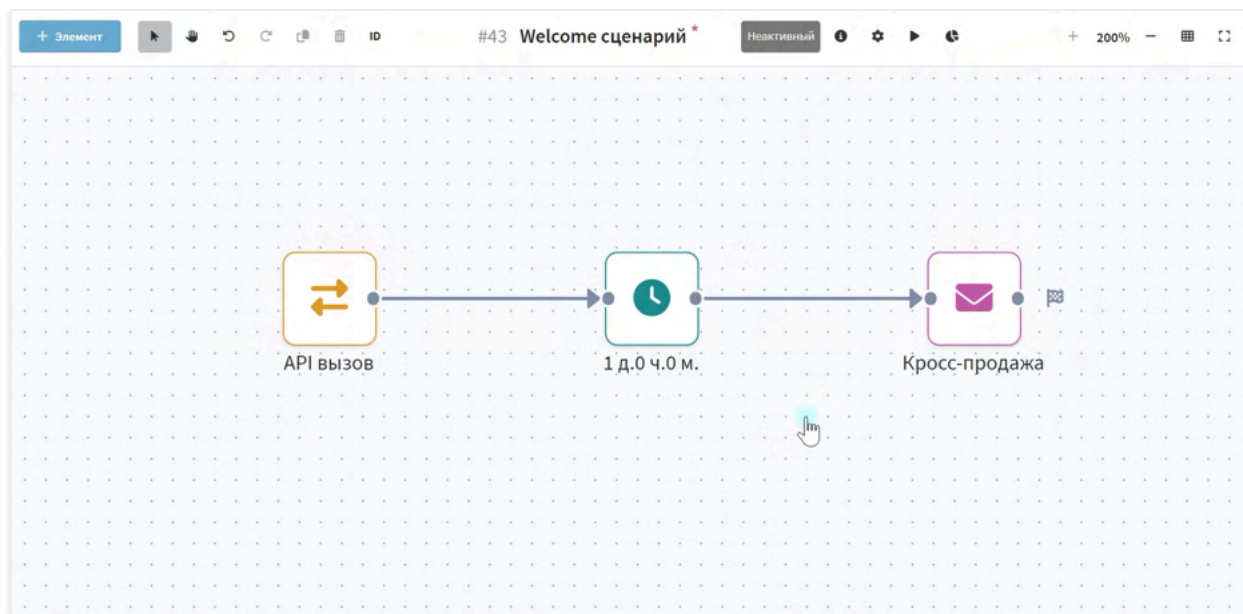 + Элемент ID #43 Welcome сценарий * Неактивный + 200% −
API вызов 1 д.0 ч.0 м. Кросс-продажа